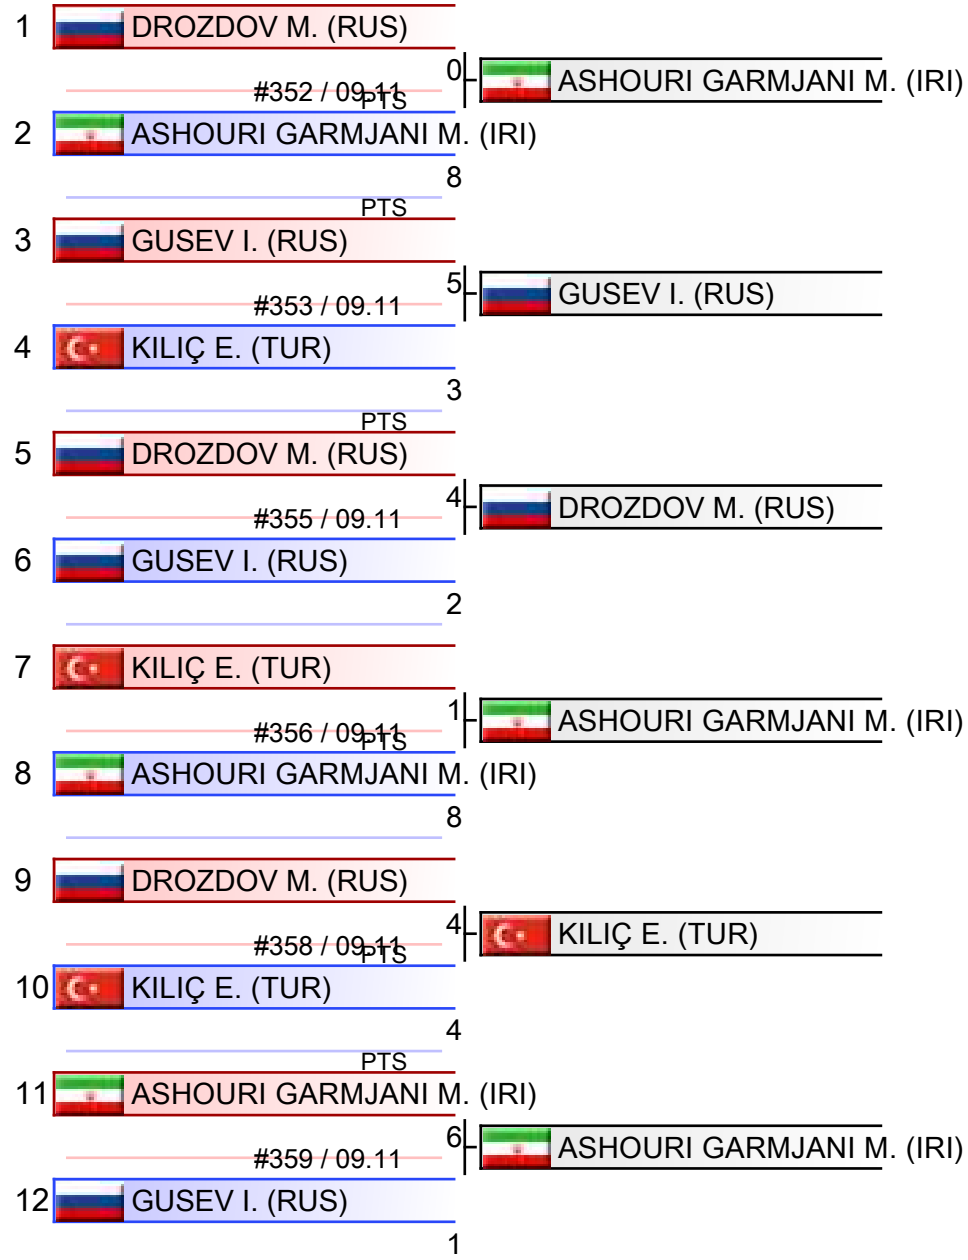 1 DROZDOV M. (RUS)
0 ASHOURI GARMJANI M. (IRI)
#352 / 09.11
PTS
2 ASHOURI GARMJANI M. (IRI)
8
PTS
3 GUSEV I. (RUS)
5 GUSEV I. (RUS)
#353 / 09.11
4 KILIÇ E. (TUR)
3
PTS
5 DROZDOV M. (RUS)
4 DROZDOV M. (RUS)
#355 / 09.11
6 GUSEV I. (RUS)
2
7 KILIÇ E. (TUR)
1 ASHOURI GARMJANI M. (IRI)
#356 / 09.11
PTS
8 ASHOURI GARMJANI M. (IRI)
8
9 DROZDOV M. (RUS)
4 KILIÇ E. (TUR)
#358 / 09.11
PTS
10 KILIÇ E. (TUR)
4
PTS
11 ASHOURI GARMJANI M. (IRI)
6 ASHOURI GARMJANI M. (IRI)
#359 / 09.11
12 GUSEV I. (RUS)
1